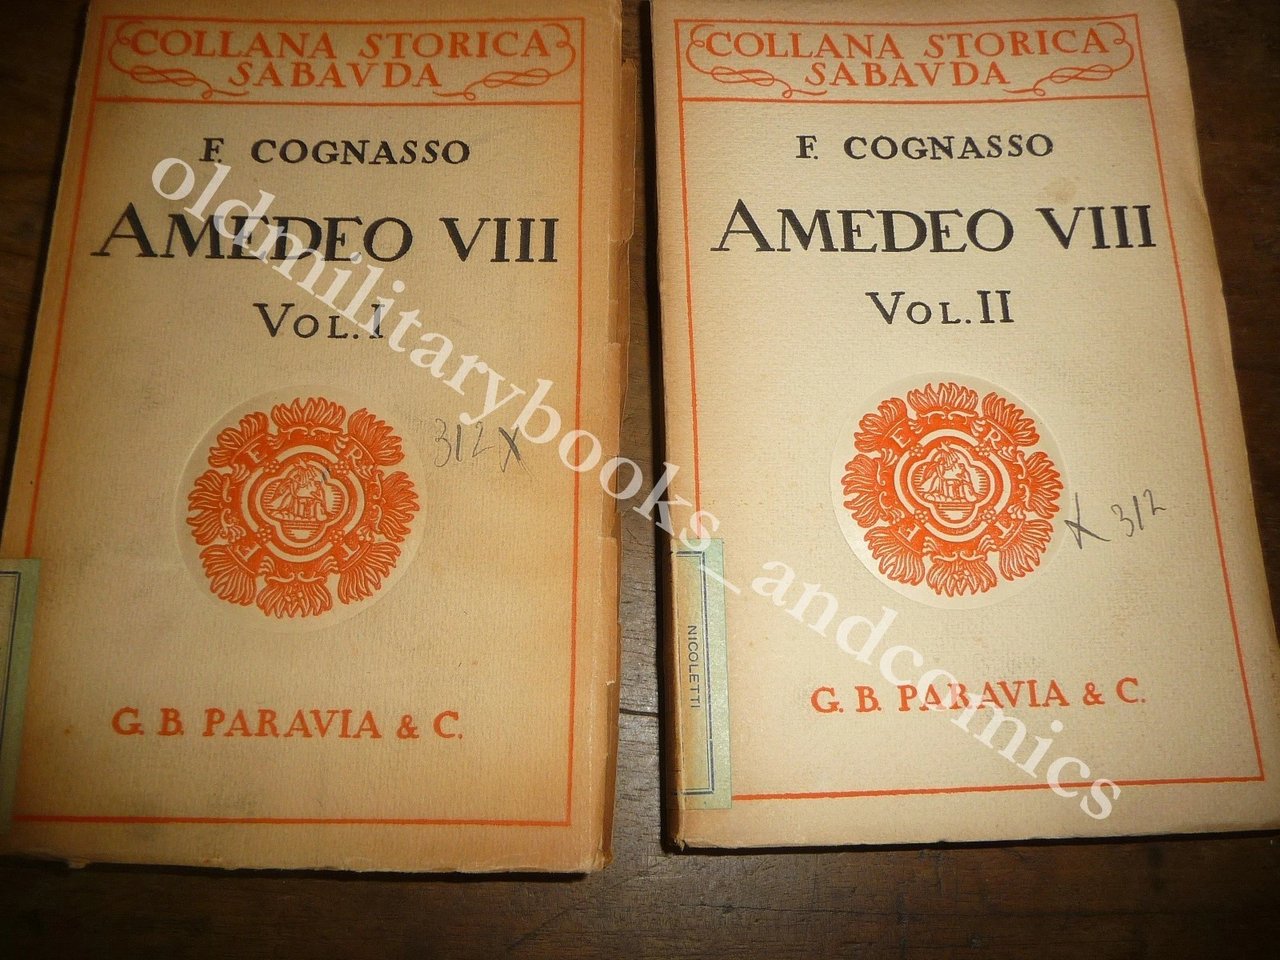 COLLANA STORICA
SABAVDA
F. COGNASSO
AMEDEO VIII
VOL. I
312 X
FERT
G. B. PARAVIA & C.
COLLANA STORICA
SABAVDA
F. COGNASSO
AMEDEO VIII
VOL. II
X 312
NICOLETTI
G. B. PARAVIA & C.
oldmilitarybooks_andcomics